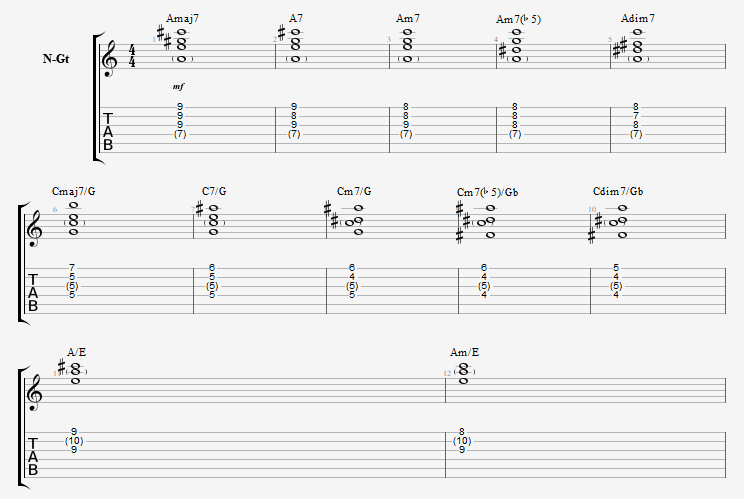 Amaj7 A7 Am7 Am7(♭5) Adim7
N-Gt 1 4 4 2 3 4 5
mf
9 9 8 8 8
9 8 8 8 7
T 9 9 9 8 8
A (7) (7) (7) (7) (7)
B
Cmaj7/G C7/G Cm7/G Cm7(♭5)/Gb Cdim7/Gb
6 7 10
7 6 6 6 5
T 5 5 4 4 4
A (5) (5) (5) (5) (5)
B 5 5 5 4 4
A/E Am/E
11 12
9 8
T (10) (10)
A 9 9
B